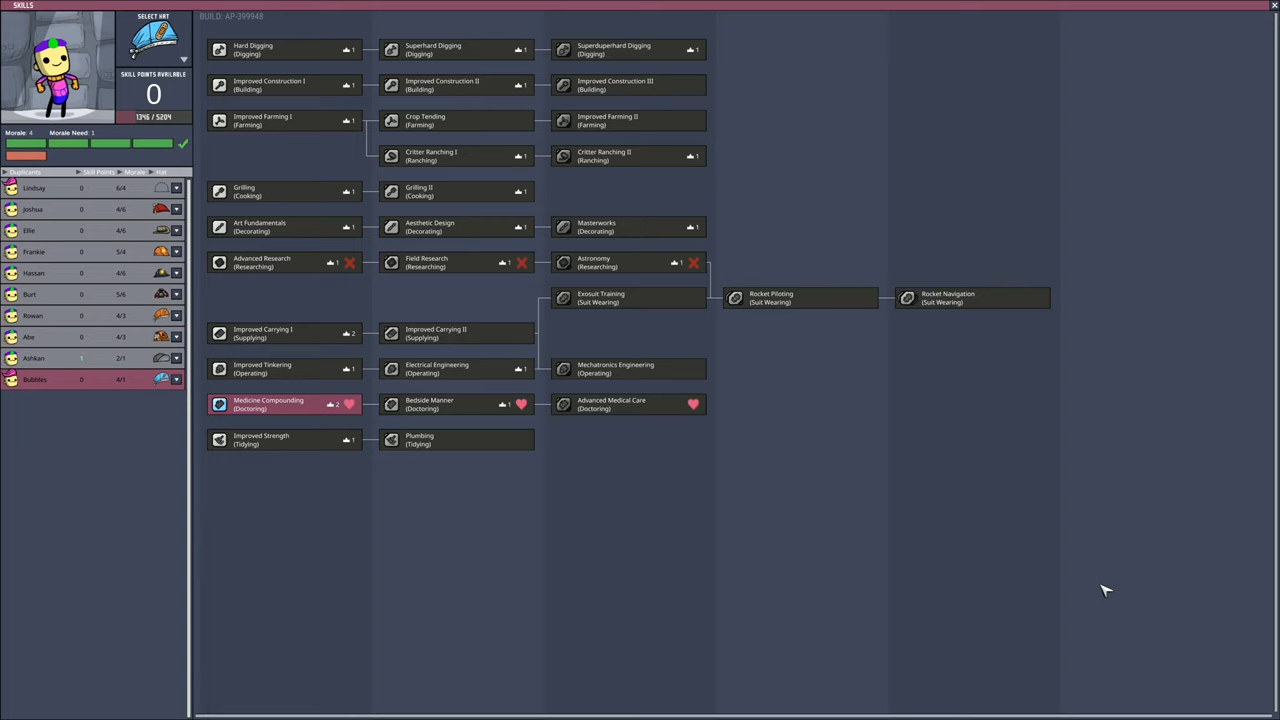 SKILLS
BUILD: AP-399948
SELECT HAT
SKILL POINTS AVAILABLE
0
1346 / 5204
Morale: 4 Morale Need: 1
Duplicants Skill Points Morale Hat
Lindsay 0 6/4
Joshua 0 4/6
Ellie 0 4/6
Frankie 0 5/4
Hassan 0 4/6
Burt 0 5/6
Rowan 0 4/3
Abe 0 4/3
Ashkan 1 2/1
Bubbles 0 4/1
Hard Digging (Digging) 1
Superhard Digging (Digging) 1
Superduperhard Digging (Digging) 1
Improved Construction I (Building) 1
Improved Construction II (Building) 1
Improved Construction III (Building)
Improved Farming I (Farming) 1
Crop Tending (Farming)
Improved Farming II (Farming)
Critter Ranching I (Ranching) 1
Critter Ranching II (Ranching) 1
Grilling (Cooking) 1
Grilling II (Cooking) 1
Art Fundamentals (Decorating) 1
Aesthetic Design (Decorating) 1
Masterworks (Decorating) 1
Advanced Research (Researching) 1
Field Research (Researching) 1
Astronomy (Researching) 1
Exosuit Training (Suit Wearing)
Rocket Piloting (Suit Wearing)
Rocket Navigation (Suit Wearing)
Improved Carrying I (Supplying) 2
Improved Carrying II (Supplying)
Improved Tinkering (Operating) 1
Electrical Engineering (Operating) 1
Mechatronics Engineering (Operating)
Medicine Compounding (Doctoring) 2
Bedside Manner (Doctoring) 1
Advanced Medical Care (Doctoring)
Improved Strength (Tidying) 1
Plumbing (Tidying)